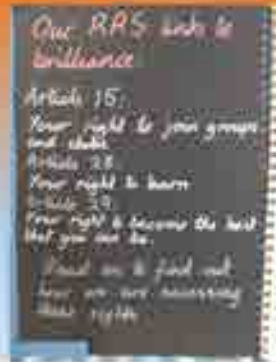 Our RRS links to
brilliance
Article 15:
Your right to join groups
and clubs
Article 28:
Your right to learn
Article 29:
Your right to become the best
that you can be.
Read on to find out
how we are accessing
these rights